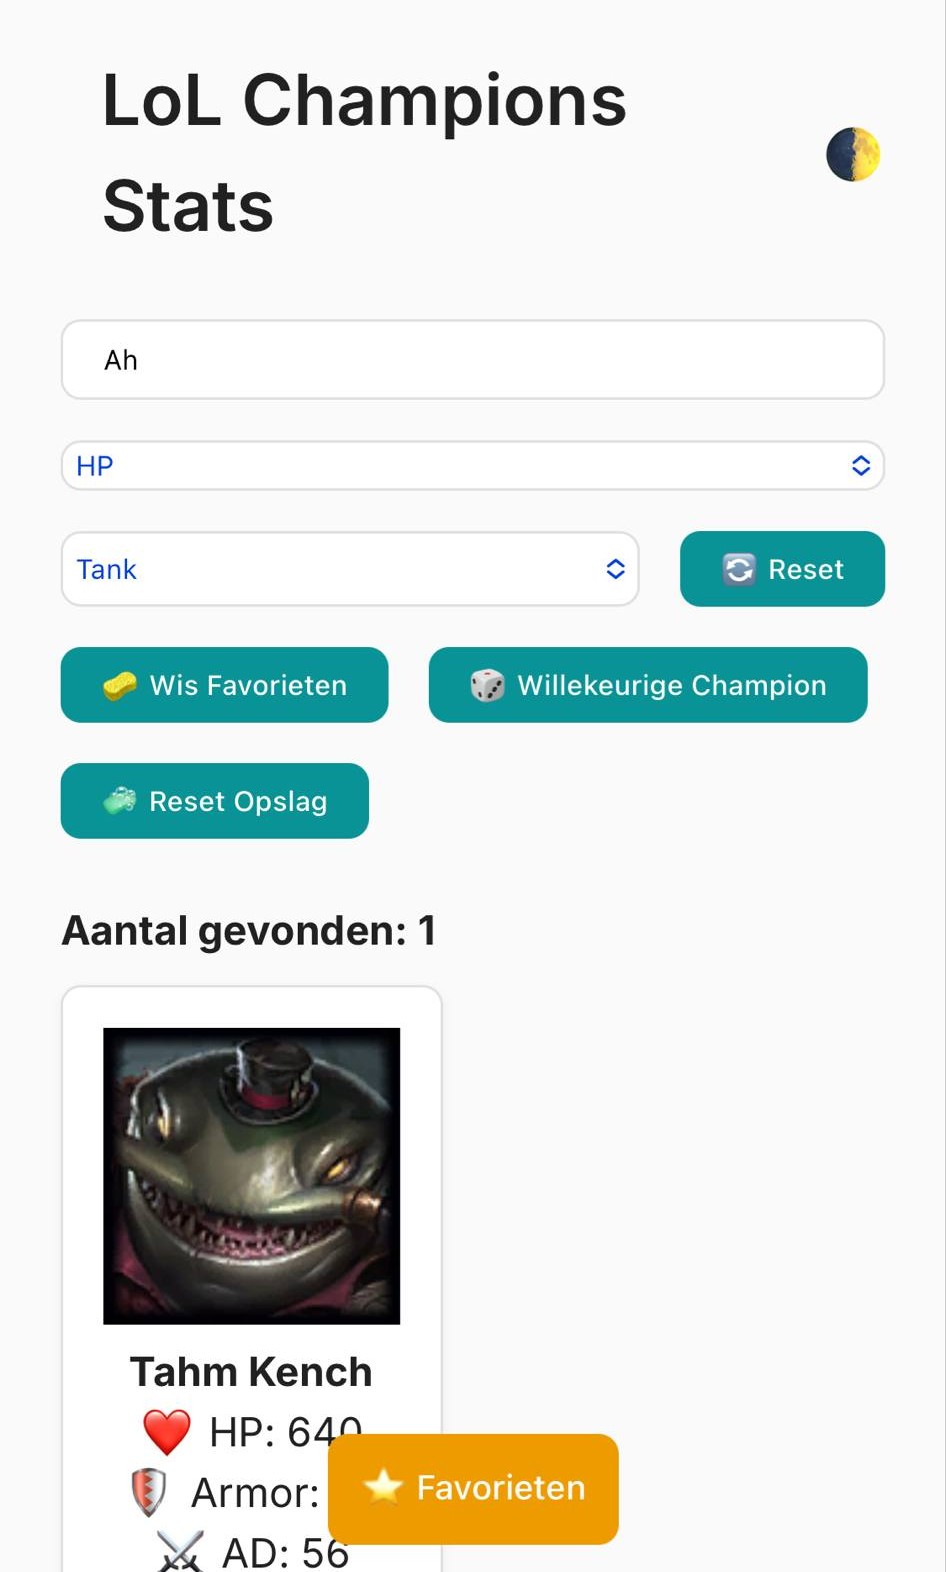 LoL Champions
Stats
Ah
HP
Tank
Reset
Wis Favorieten
Willekeurige Champion
Reset Opslag
Aantal gevonden: 1
Tahm Kench
HP: 640
Armor:
Favorieten
AD: 56